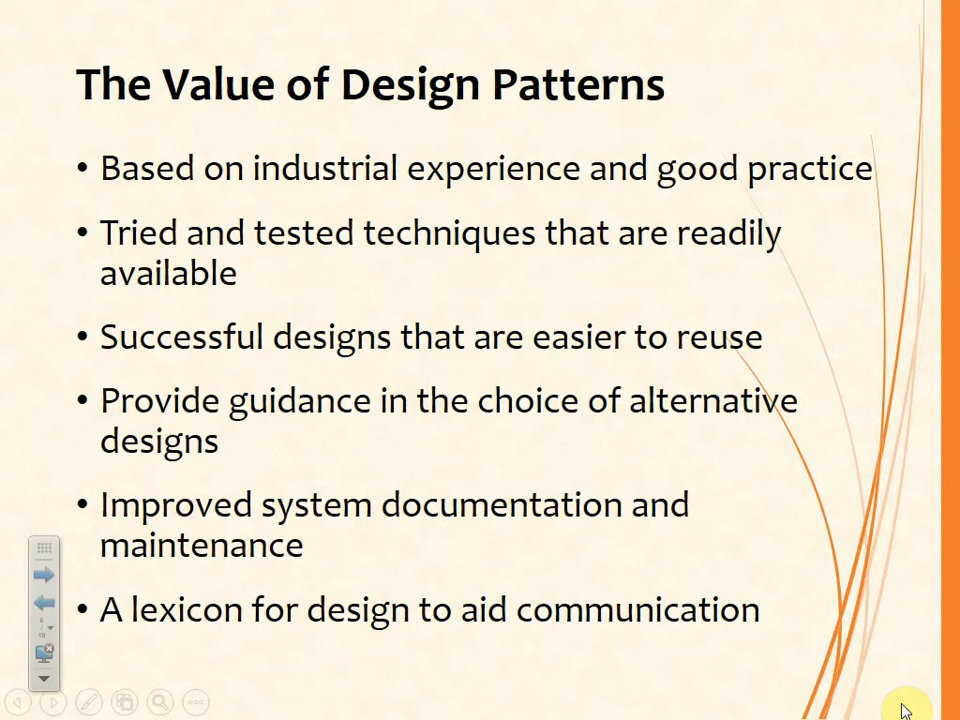 The Value of Design Patterns
• Based on industrial experience and good practice
• Tried and tested techniques that are readily
available
• Successful designs that are easier to reuse
• Provide guidance in the choice of alternative
designs
• Improved system documentation and
maintenance
• A lexicon for design to aid communication